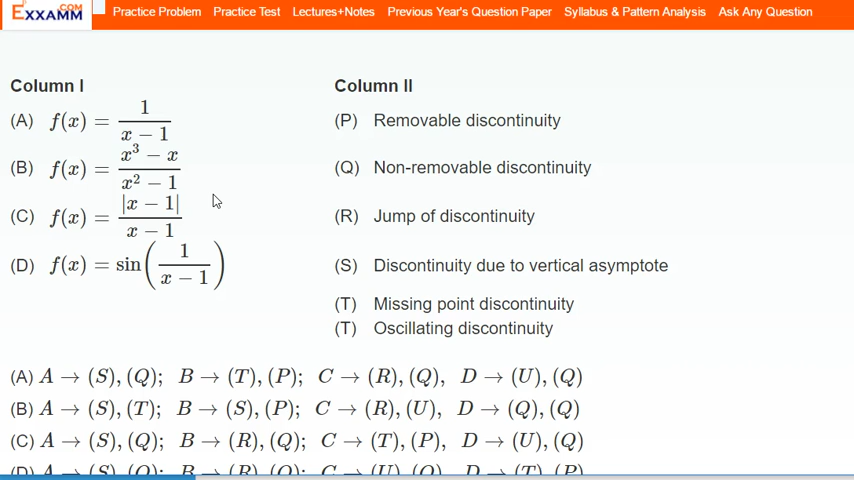 EXXAMM.COM Practice Problem Practice Test Lectures+Notes Previous Year's Question Paper Syllabus & Pattern Analysis Ask Any Question
Column I Column II
(A) f(x) = 1/(x − 1) (P) Removable discontinuity
(B) f(x) = (x³ − x)/(x² − 1) (Q) Non-removable discontinuity
(C) f(x) = |x − 1|/(x − 1) (R) Jump of discontinuity
(D) f(x) = sin(1/(x − 1)) (S) Discontinuity due to vertical asymptote
(T) Missing point discontinuity
(T) Oscillating discontinuity
(A) A → (S), (Q); B → (T), (P); C → (R), (Q), D → (U), (Q)
(B) A → (S), (T); B → (S), (P); C → (R), (U), D → (Q), (Q)
(C) A → (S), (Q); B → (R), (Q); C → (T), (P), D → (U), (Q)
(D) A → (S), (Q); B → (R), (Q); C → (U), (Q), D → (T), (P)